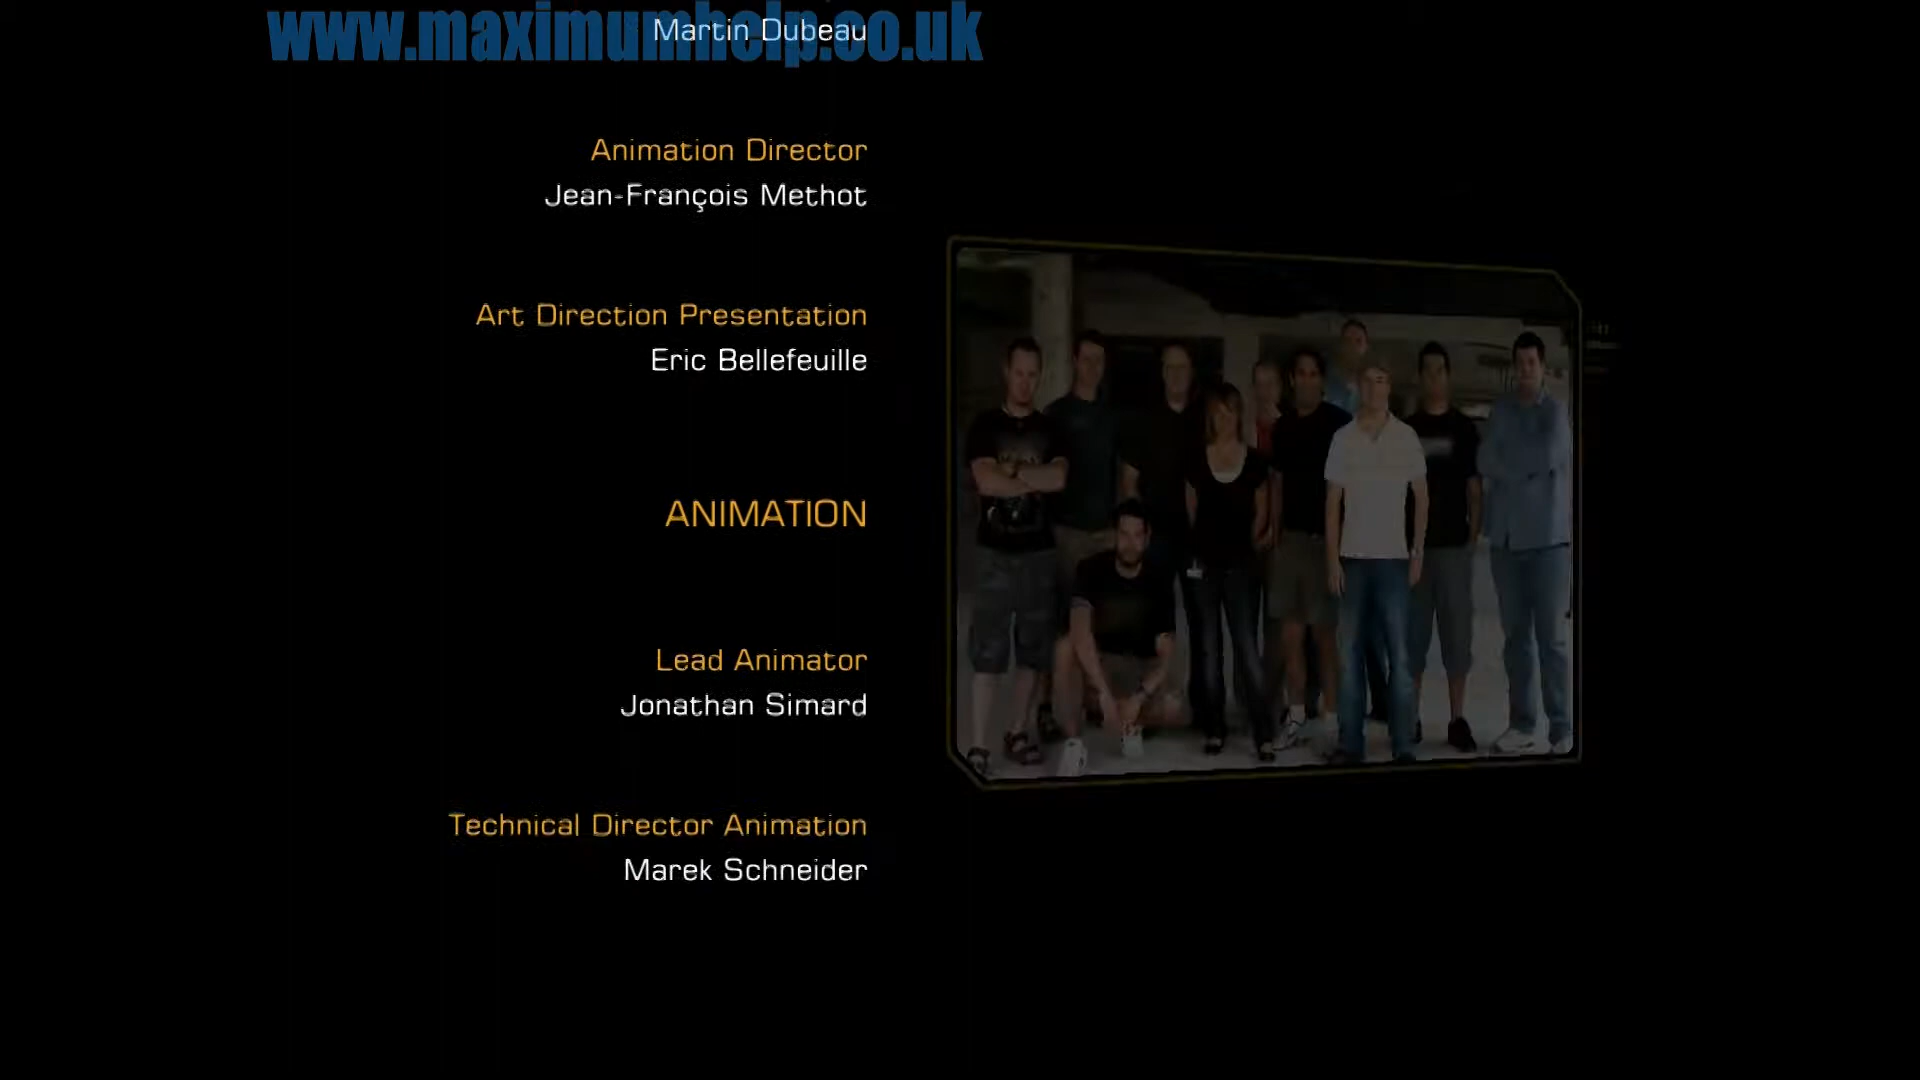 www.maximumhelp.co.uk
Martin Dubeau
Animation Director
Jean-François Methot
Art Direction Presentation
Eric Bellefeuille
ANIMATION
Lead Animator
Jonathan Simard
Technical Director Animation
Marek Schneider